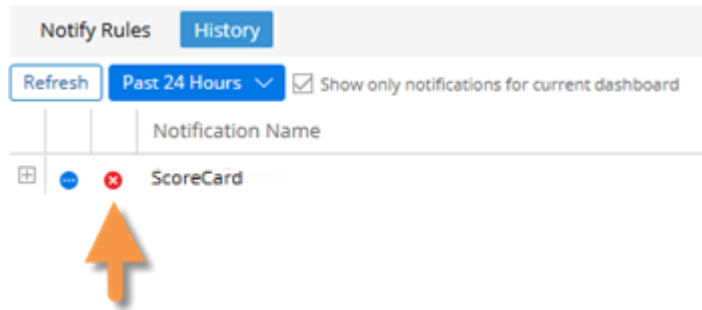 Notify Rules History
Refresh Past 24 Hours Show only notifications for current dashboard
Notification Name
ScoreCard